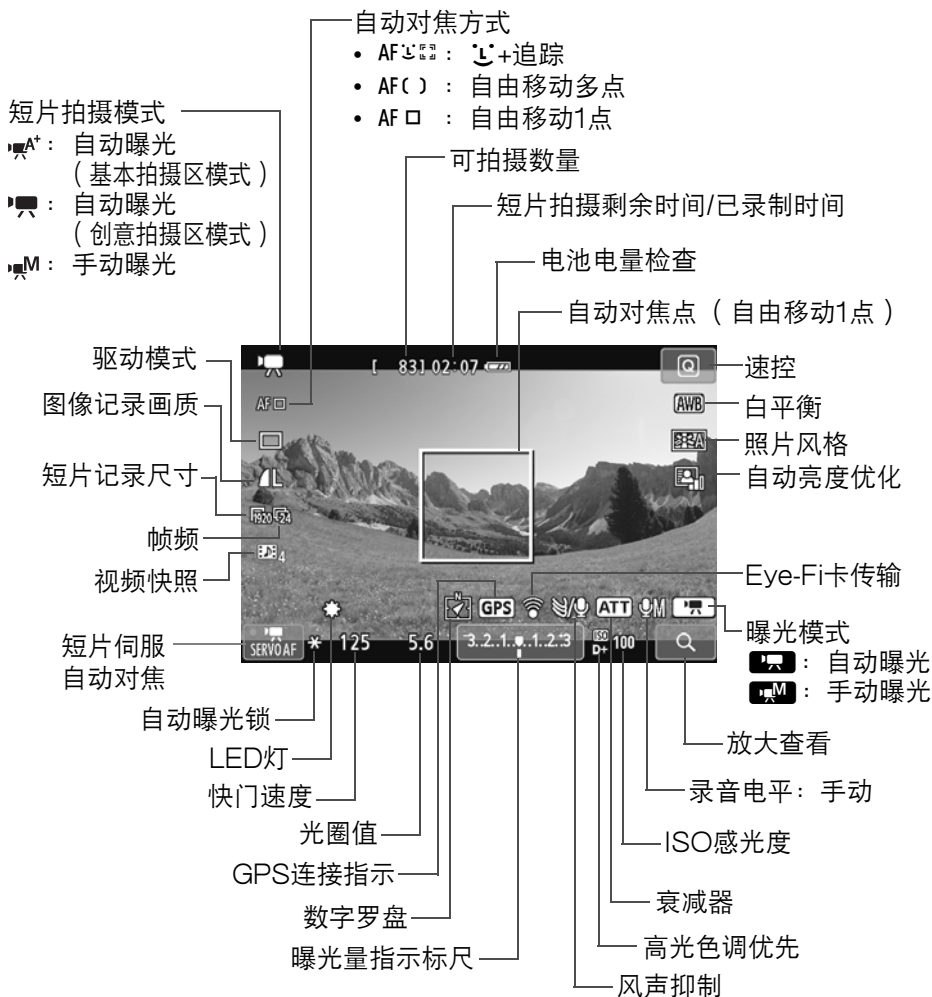 自动对焦方式
• AF : +追踪
• AF( ) : 自由移动多点
• AF □ : 自由移动1点
短片拍摄模式
A⁺: 自动曝光
(基本拍摄区模式)
: 自动曝光
(创意拍摄区模式)
M: 手动曝光
可拍摄数量
短片拍摄剩余时间/已录制时间
电池电量检查
自动对焦点 (自由移动1点)
驱动模式
图像记录画质
短片记录尺寸
帧频
视频快照
短片伺服
自动对焦
[ 83] 02:07
Q
AF□
AWB
L
A
1920 24
4
N
GPS
ATT
M
SERVO AF
* 125 5.6 3..2..1..1..2..3 ISO D+ 100
速控
白平衡
照片风格
自动亮度优化
Eye-Fi卡传输
曝光模式
: 自动曝光
M: 手动曝光
自动曝光锁
LED灯
快门速度
光圈值
GPS连接指示
数字罗盘
曝光量指示标尺
放大查看
录音电平: 手动
ISO感光度
衰减器
高光色调优先
风声抑制